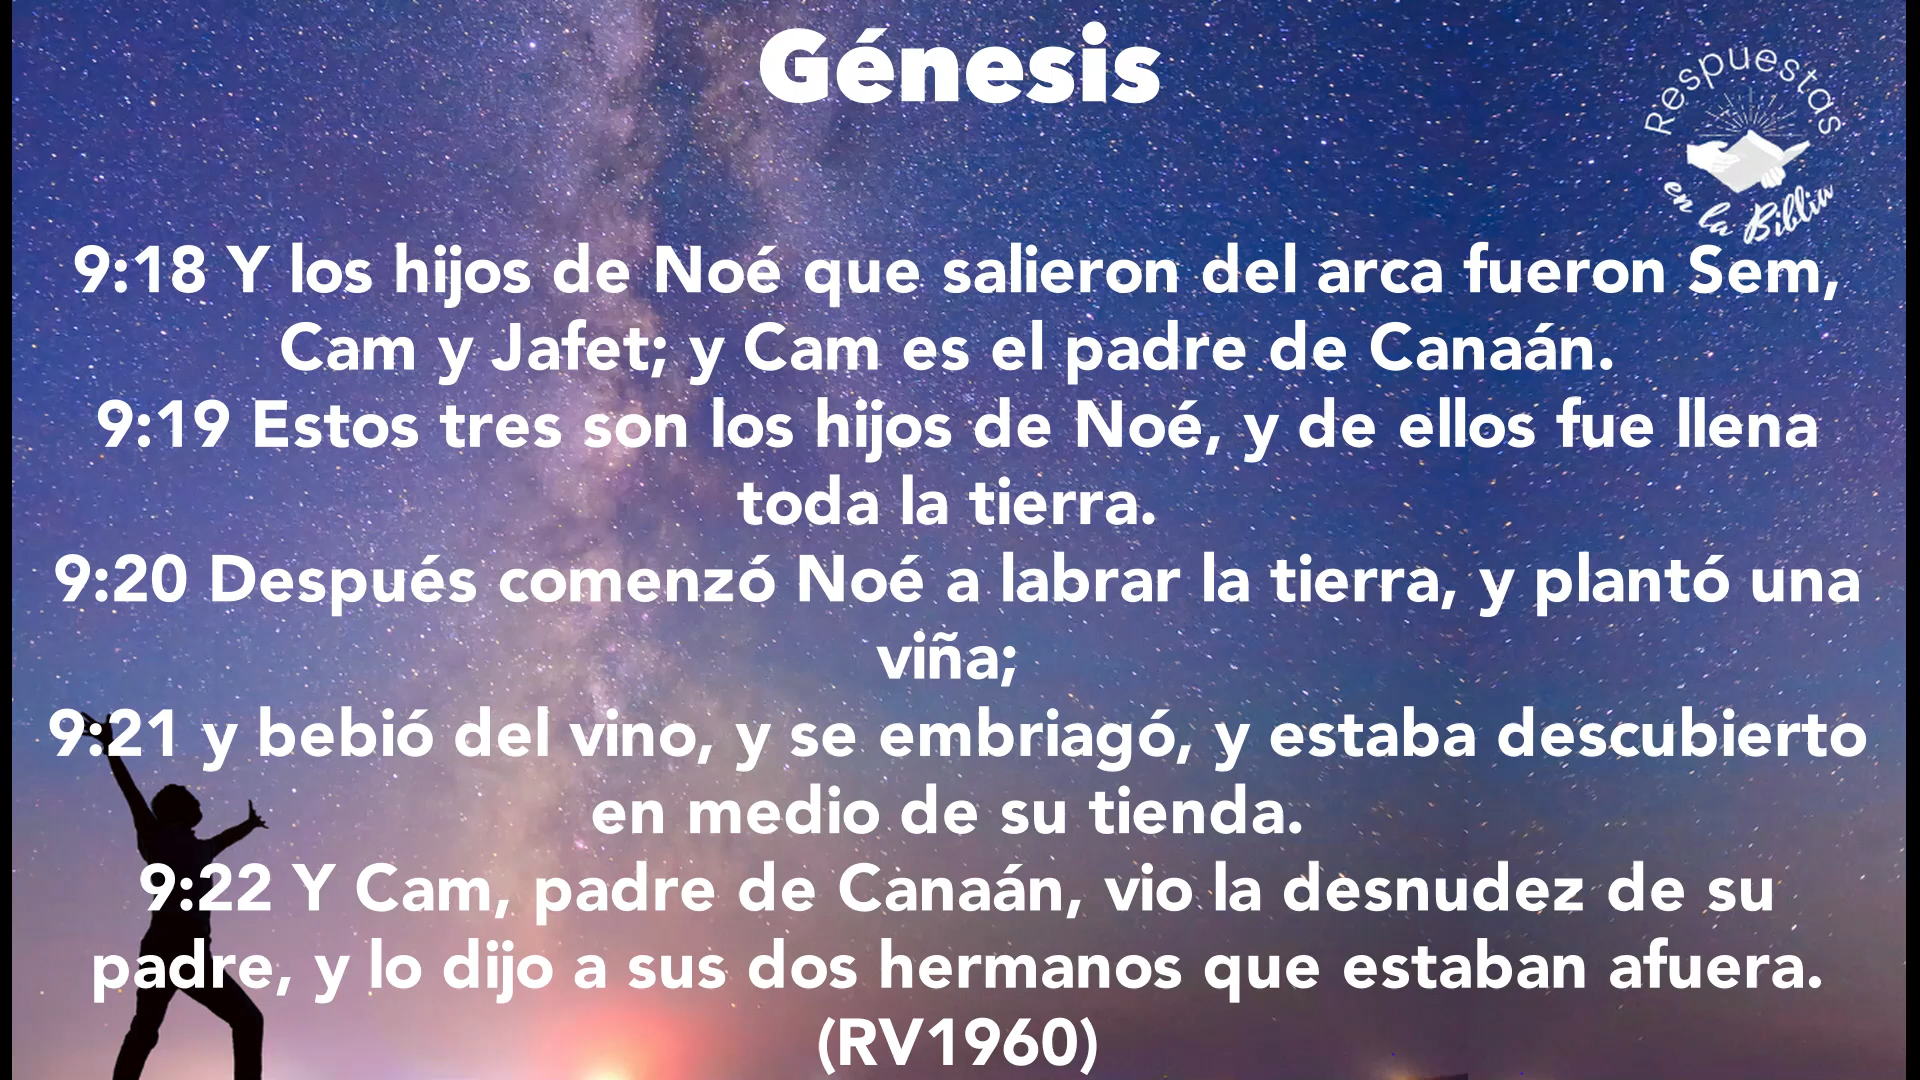 Génesis
Respuestas
en la Biblia
9:18 Y los hijos de Noé que salieron del arca fueron Sem,
Cam y Jafet; y Cam es el padre de Canaán.
9:19 Estos tres son los hijos de Noé, y de ellos fue llena
toda la tierra.
9:20 Después comenzó Noé a labrar la tierra, y plantó una
viña;
9:21 y bebió del vino, y se embriagó, y estaba descubierto
en medio de su tienda.
9:22 Y Cam, padre de Canaán, vio la desnudez de su
padre, y lo dijo a sus dos hermanos que estaban afuera.
(RV1960)